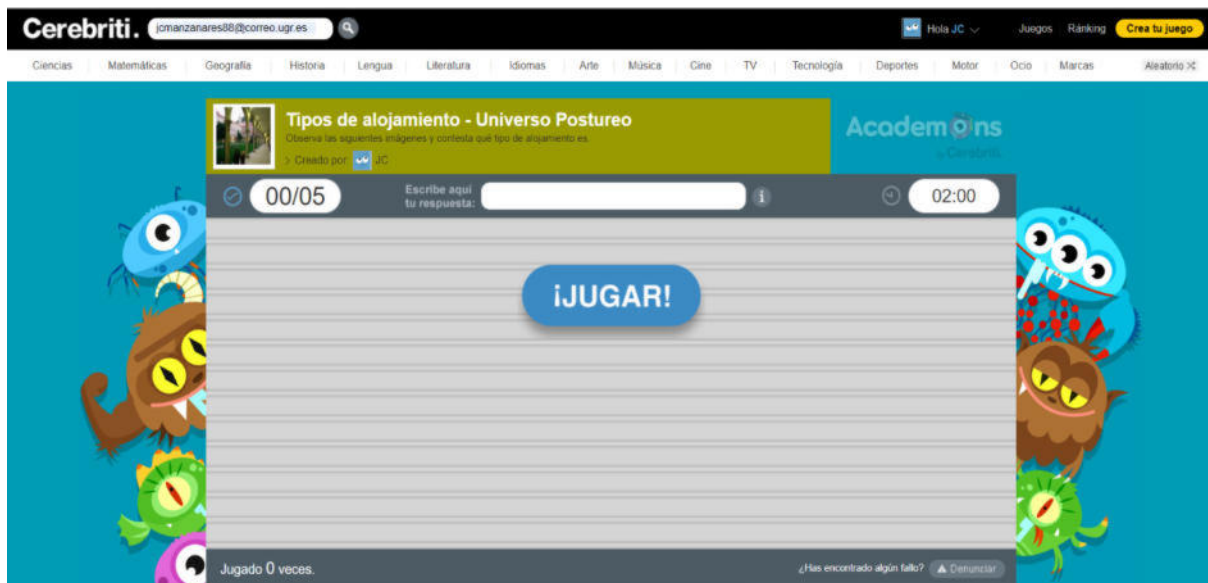 Cerebriti. jcmanzanares88@correo.ugr.es Hola JC Juegos Ránking Crea tu juego
Ciencias Matemáticas Geografía Historia Lengua Literatura Idiomas Arte Música Cine TV Tecnología Deportes Motor Ocio Marcas Aleatorio
Tipos de alojamiento - Universo Postureo
Observa las siguientes imágenes y contesta qué tipo de alojamiento es.
> Creado por: JC
Academons
by Cerebriti
00/05
Escribe aquí
tu respuesta:
i
02:00
¡JUGAR!
Jugado 0 veces.
¿Has encontrado algún fallo? Denunciar